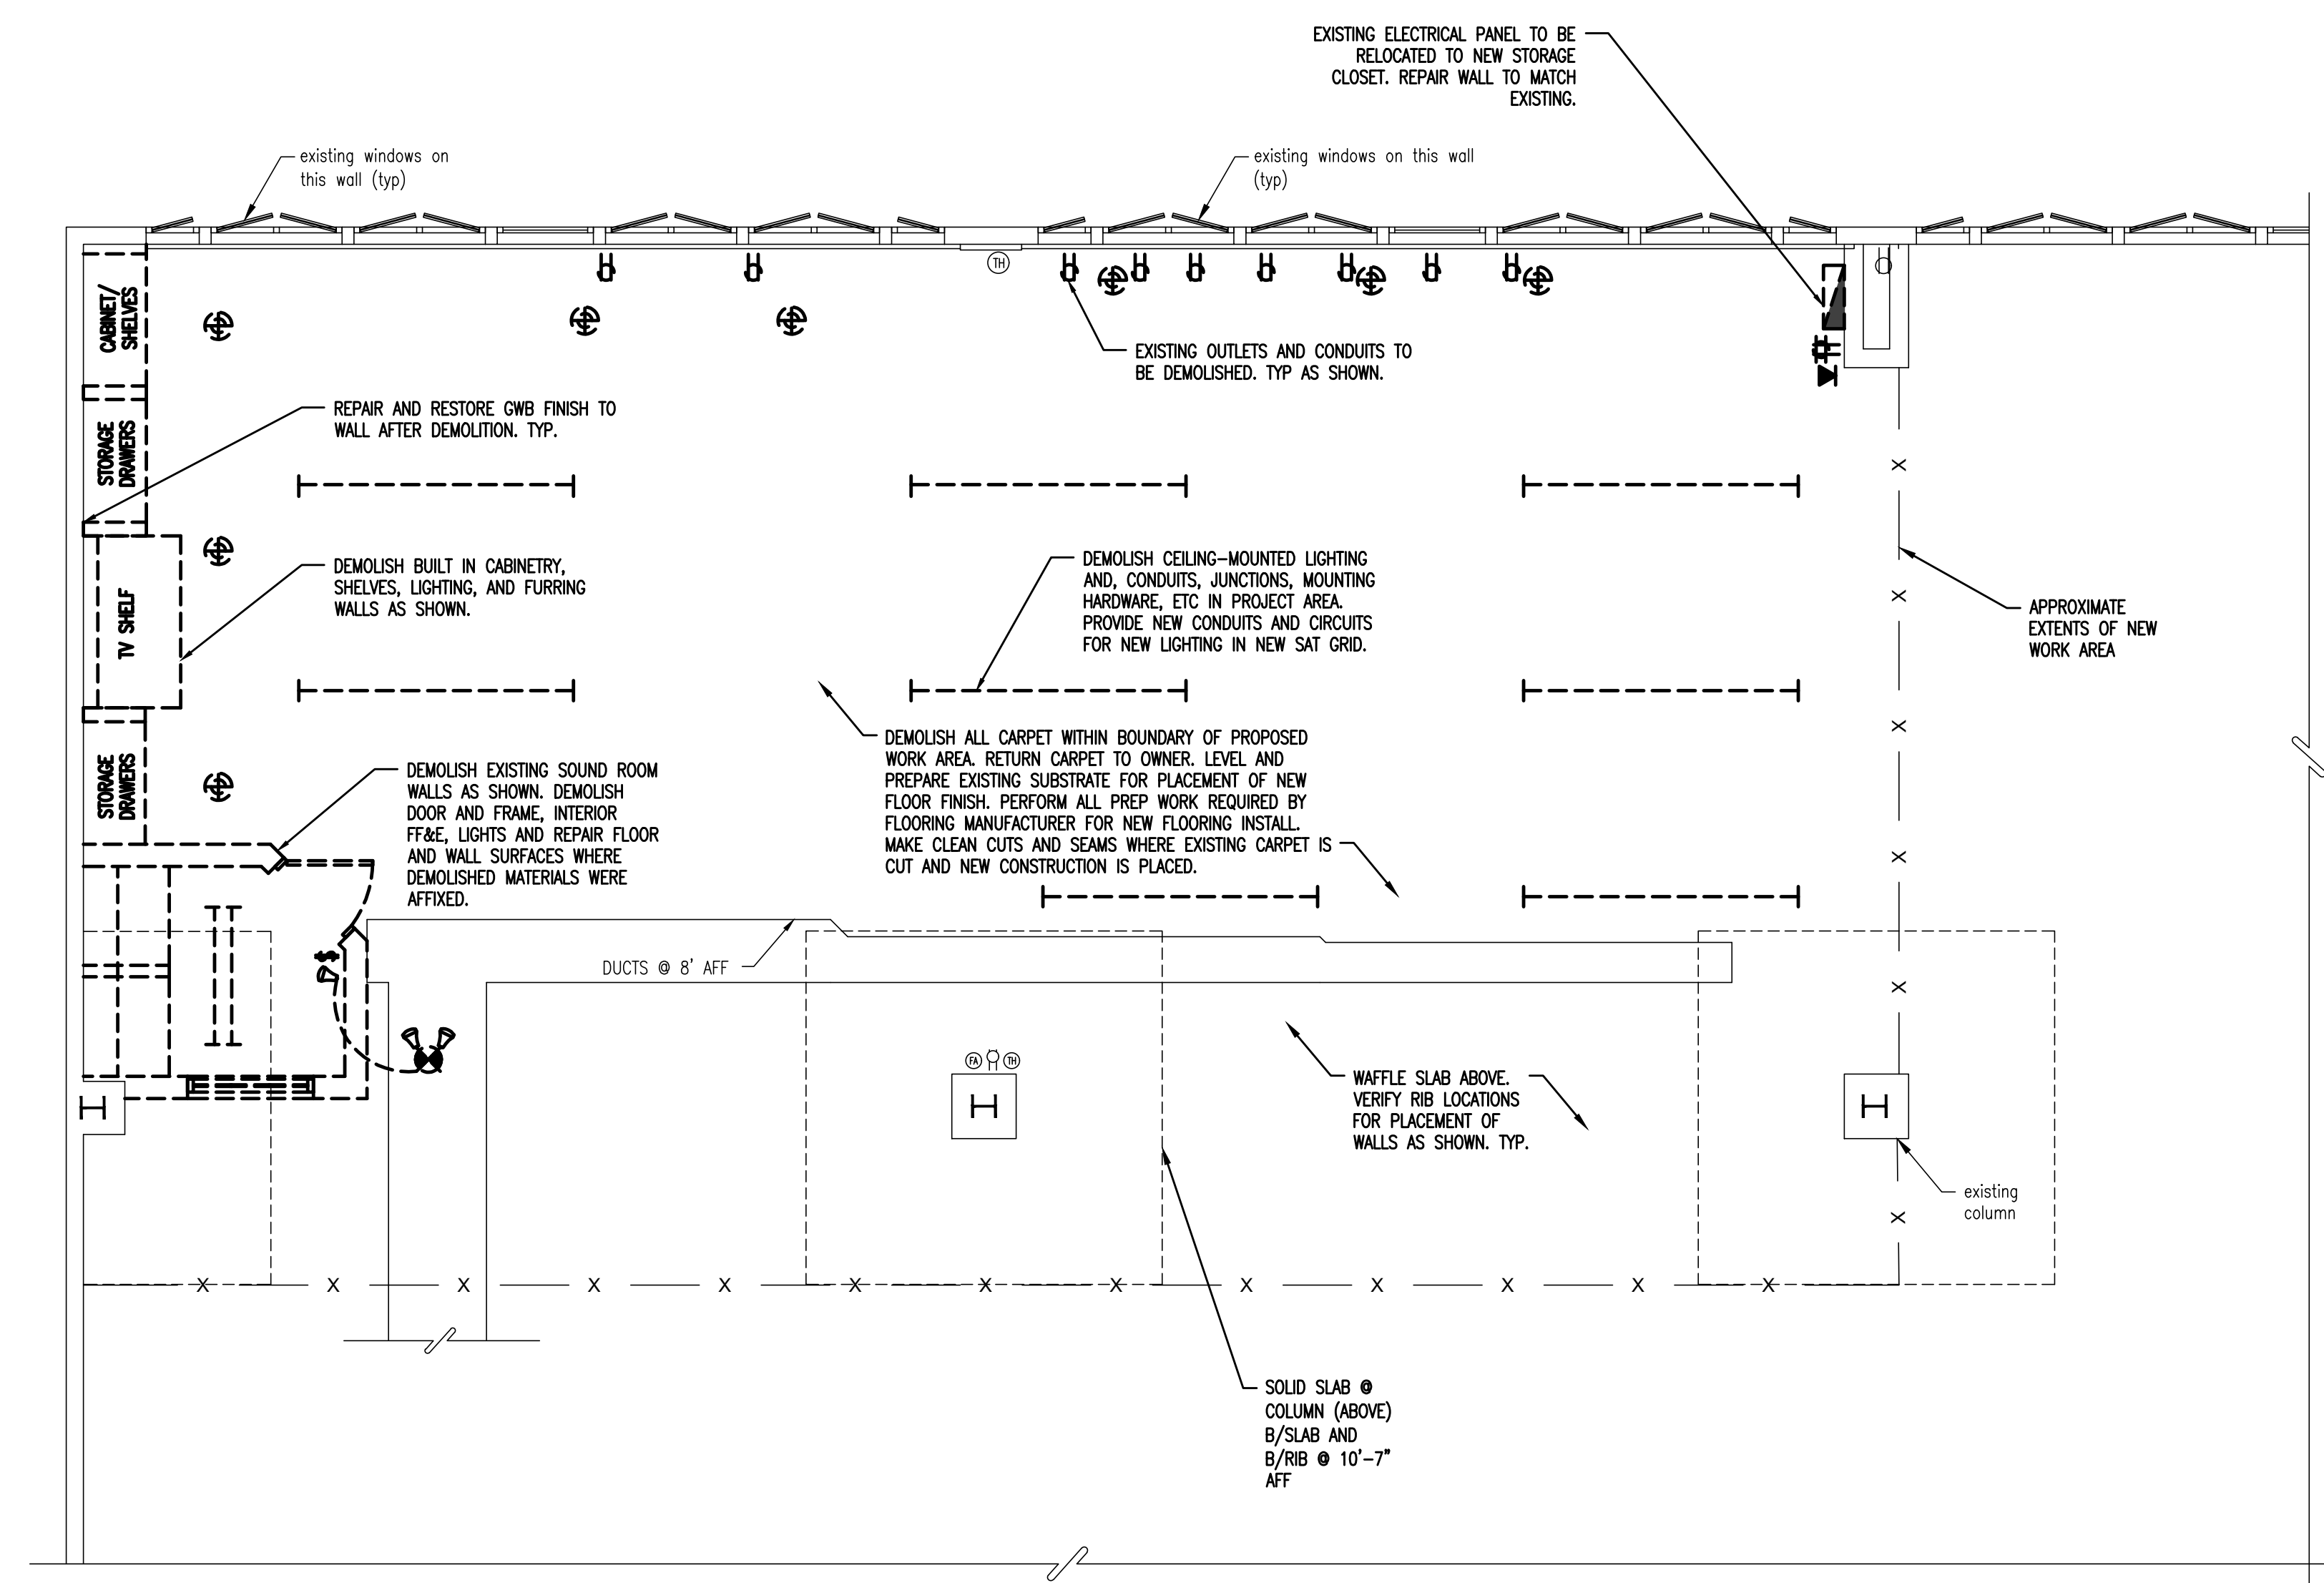 EXISTING ELECTRICAL PANEL TO BE
RELOCATED TO NEW STORAGE
CLOSET. REPAIR WALL TO MATCH
EXISTING.
existing windows on
this wall (typ)
existing windows on this wall
(typ)
TH
CABINET/
SHELVES
EXISTING OUTLETS AND CONDUITS TO
BE DEMOLISHED. TYP AS SHOWN.
REPAIR AND RESTORE GWB FINISH TO
WALL AFTER DEMOLITION. TYP.
STORAGE
DRAWERS
X
DEMOLISH BUILT IN CABINETRY,
SHELVES, LIGHTING, AND FURRING
WALLS AS SHOWN.
TV SHELF
DEMOLISH CEILING-MOUNTED LIGHTING
AND, CONDUITS, JUNCTIONS, MOUNTING
HARDWARE, ETC IN PROJECT AREA.
PROVIDE NEW CONDUITS AND CIRCUITS
FOR NEW LIGHTING IN NEW SAT GRID.
X
APPROXIMATE
EXTENTS OF NEW
WORK AREA
X
STORAGE
DRAWERS
DEMOLISH EXISTING SOUND ROOM
WALLS AS SHOWN. DEMOLISH
DOOR AND FRAME, INTERIOR
FF&E, LIGHTS AND REPAIR FLOOR
AND WALL SURFACES WHERE
DEMOLISHED MATERIALS WERE
AFFIXED.
DEMOLISH ALL CARPET WITHIN BOUNDARY OF PROPOSED
WORK AREA. RETURN CARPET TO OWNER. LEVEL AND
PREPARE EXISTING SUBSTRATE FOR PLACEMENT OF NEW
FLOOR FINISH. PERFORM ALL PREP WORK REQUIRED BY
FLOORING MANUFACTURER FOR NEW FLOORING INSTALL.
MAKE CLEAN CUTS AND SEAMS WHERE EXISTING CARPET IS
CUT AND NEW CONSTRUCTION IS PLACED.
X
$
DUCTS @ 8' AFF
X
FA TH
WAFFLE SLAB ABOVE.
VERIFY RIB LOCATIONS
FOR PLACEMENT OF
WALLS AS SHOWN. TYP.
existing
column
X
X X X X X X X X X X X X X
SOLID SLAB @
COLUMN (ABOVE)
B/SLAB AND
B/RIB @ 10'-7"
AFF